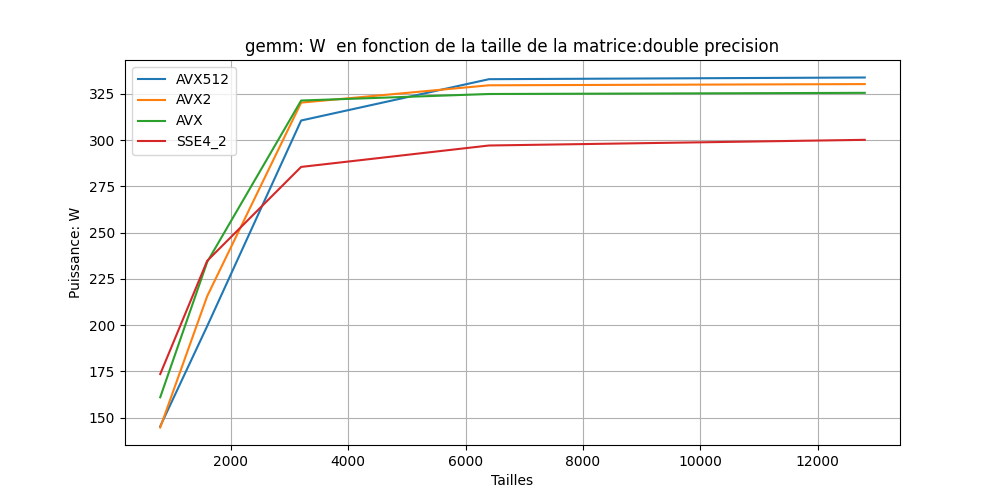 gemm: W  en fonction de la taille de la matrice:double precision
AVX512
AVX2
AVX
SSE4_2
325
300
275
250
225
200
175
150
Puissance: W
2000 4000 6000 8000 10000 12000
Tailles